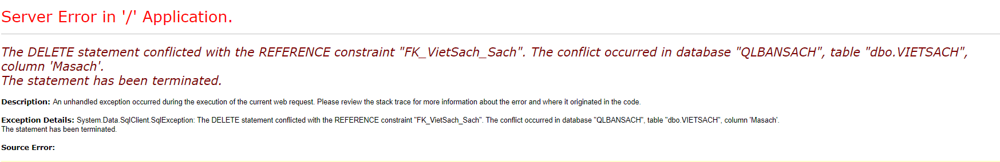 Server Error in '/' Application.
The DELETE statement conflicted with the REFERENCE constraint "FK_VietSach_Sach". The conflict occurred in database "QLBANSACH", table "dbo.VIETSACH",
column 'Masach'.
The statement has been terminated.
Description: An unhandled exception occurred during the execution of the current web request. Please review the stack trace for more information about the error and where it originated in the code.
Exception Details: System.Data.SqlClient.SqlException: The DELETE statement conflicted with the REFERENCE constraint "FK_VietSach_Sach". The conflict occurred in database "QLBANSACH", table "dbo.VIETSACH", column 'Masach'.
The statement has been terminated.
Source Error: